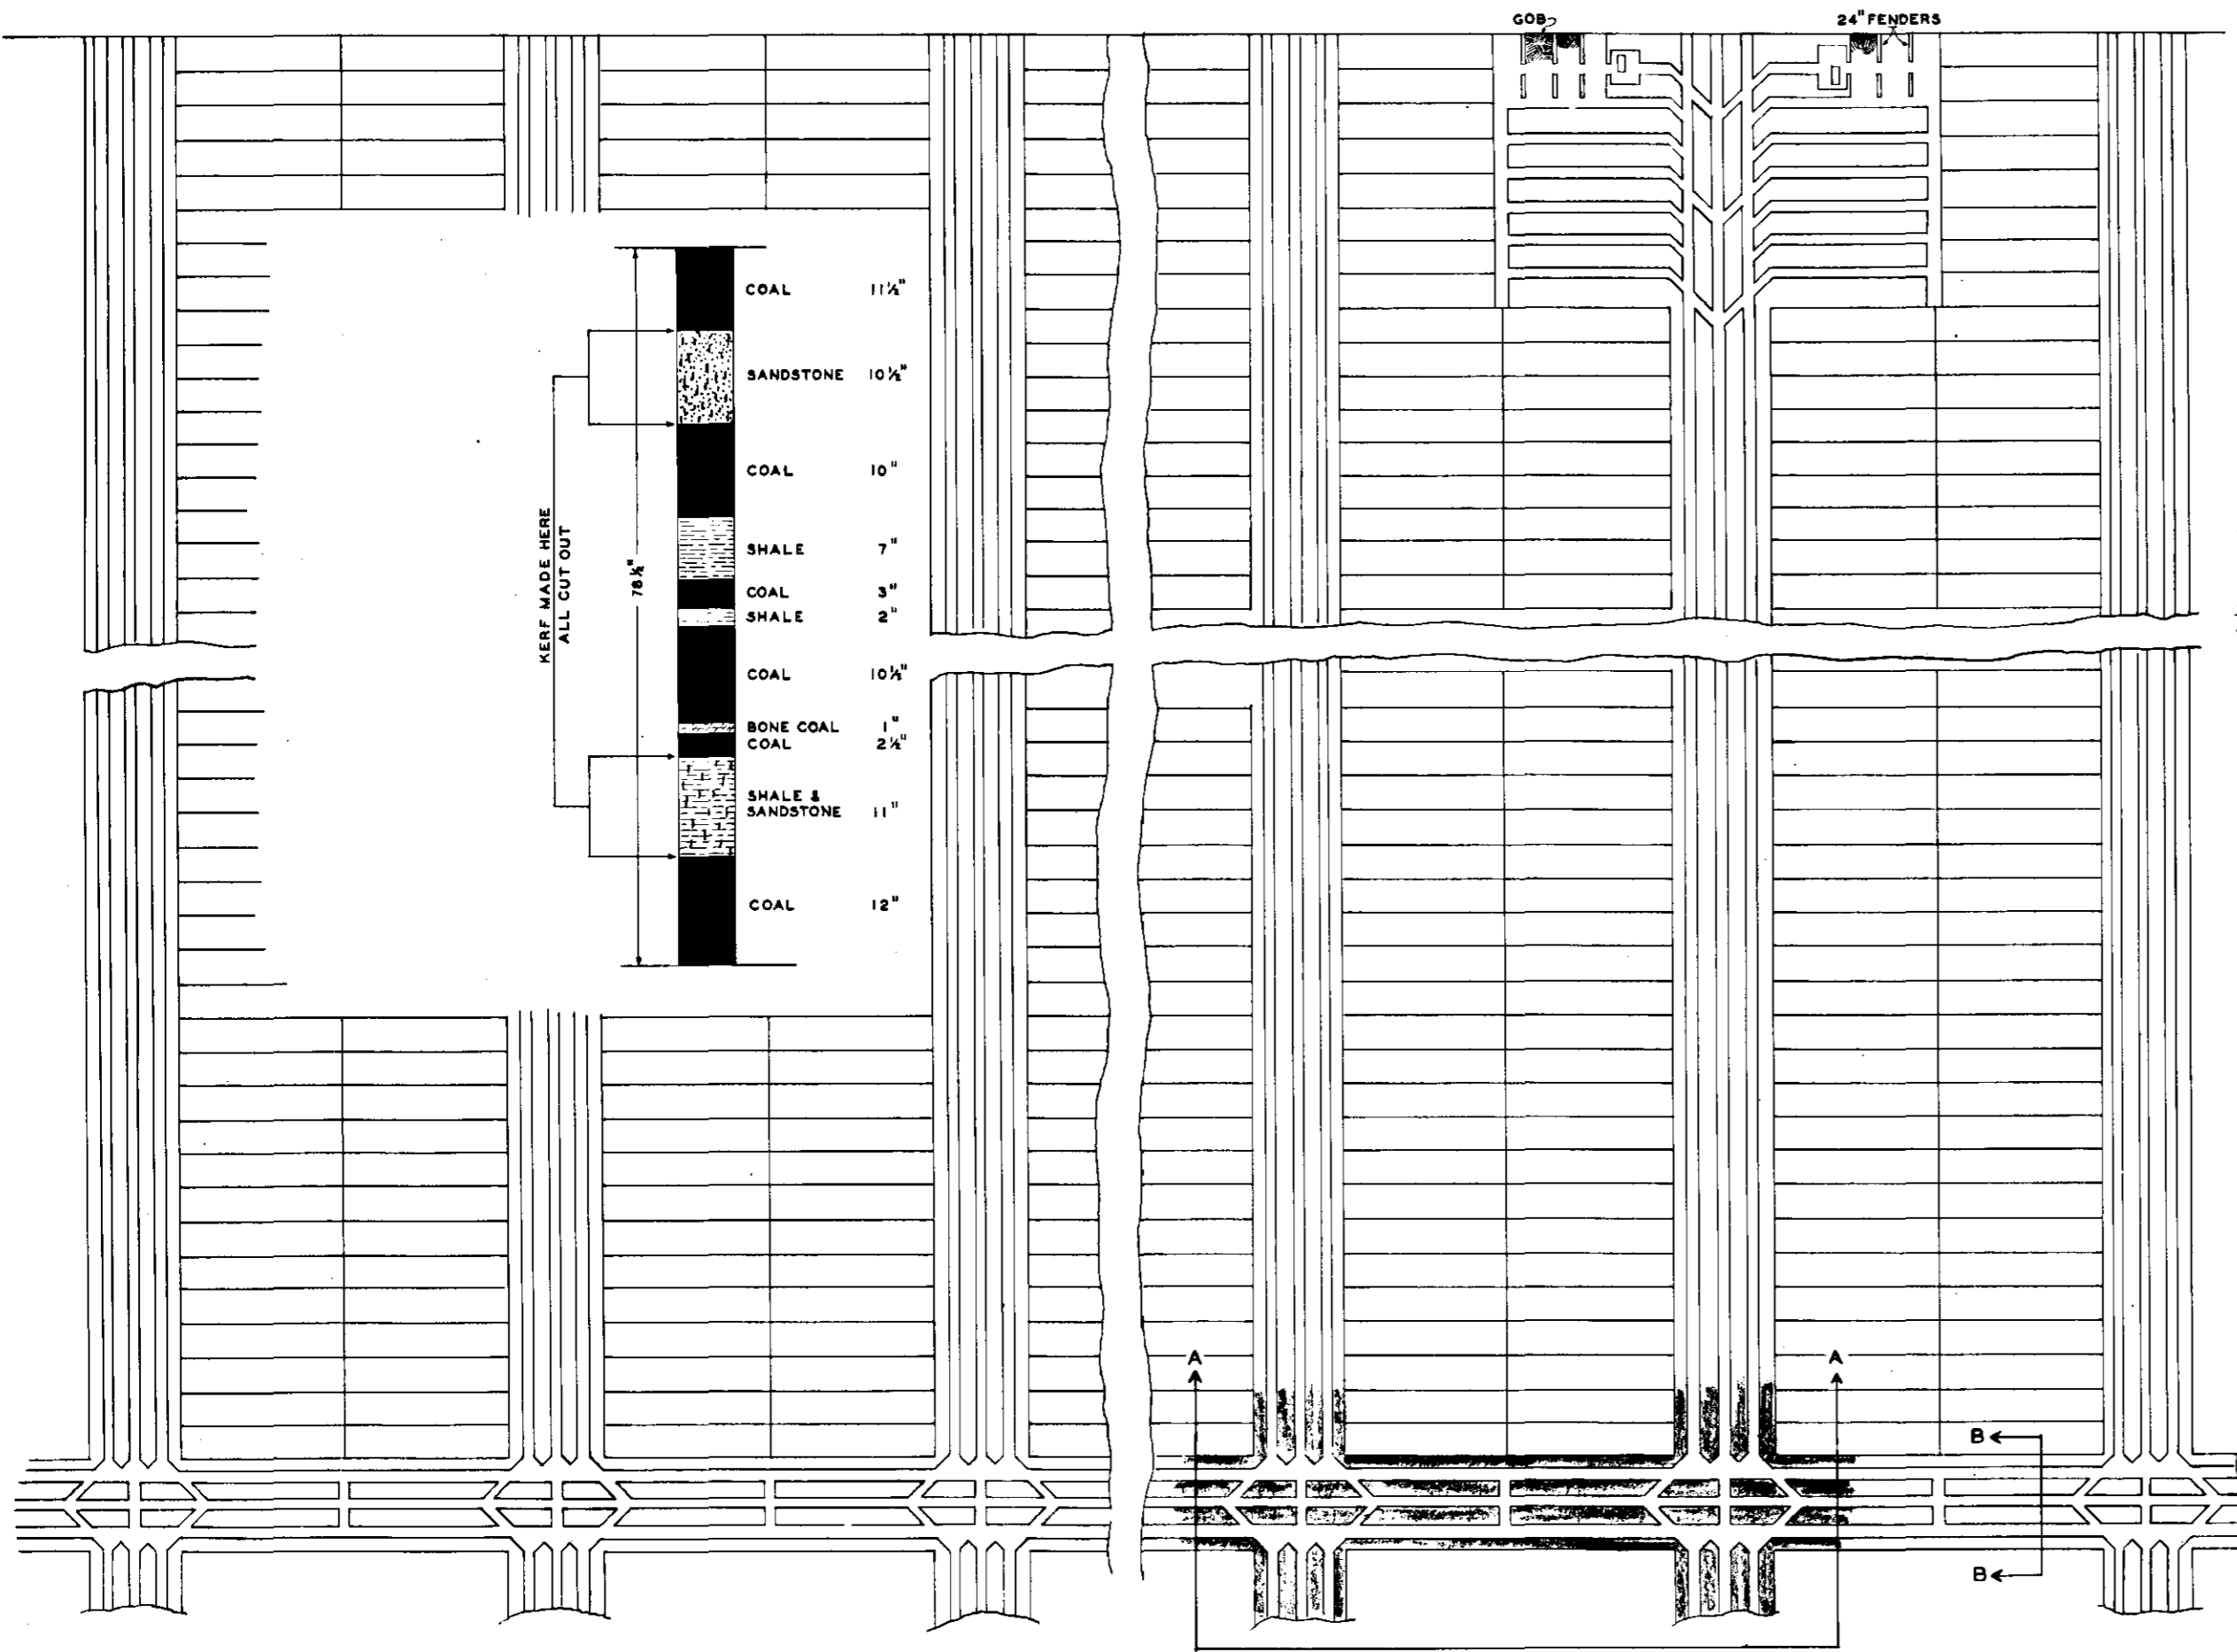 GOB
24" FENDERS
COAL 11½"
SANDSTONE 10½"
COAL 10"
SHALE 7"
COAL 3"
SHALE 2"
COAL 10½"
BONE COAL 1"
COAL 2½"
SHALE &
SANDSTONE 11"
COAL 12"
KERF MADE HERE
ALL CUT OUT
78½"
A
A
B
B